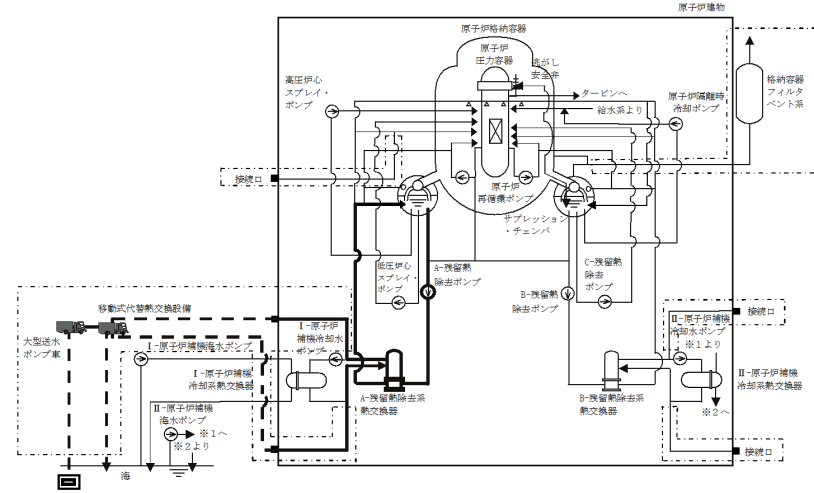 原子炉建物
原子炉格納容器
原子炉
圧力容器
逃がし
安全弁
タービンへ
給水系より
原子炉隔離時
冷却ポンプ
格納容器
フィルタ
ベント系
高圧炉心
スプレイ・
ポンプ
接続口
原子炉
再循環ポンプ
サプレッション
・チェンバ
低圧炉心
スプレイ・
ポンプ
A-残留熱
除去ポンプ
B-残留熱
除去ポンプ
C-残留熱
除去
ポンプ
移動式代替熱交換設備
大型送水
ポンプ車
Ⅰ-原子炉補機海水ポンプ
Ⅰ-原子炉
補機冷却水
ポンプ
Ⅰ-原子炉補機
冷却系熱交換器
Ⅱ-原子炉補機
海水ポンプ
※1へ
※2より
海
A-残留熱除去系
熱交換器
B-残留熱除去系
熱交換器
Ⅱ-原子炉補機
冷却水ポンプ
※1より
接続口
Ⅱ-原子炉補機
冷却系熱交換器
※2へ
接続口